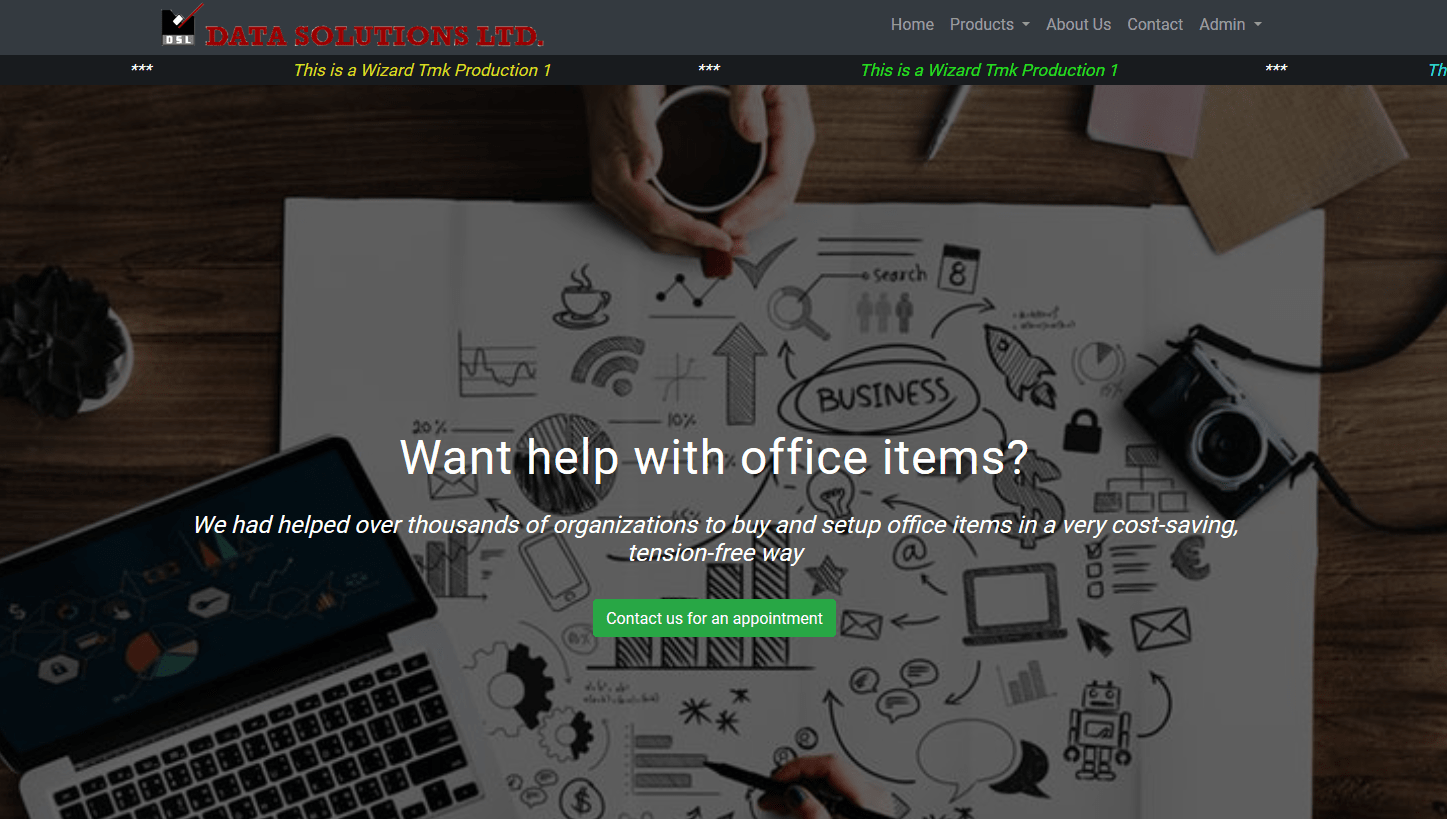 DSL DATA SOLUTIONS LTD.
Home Products About Us Contact Admin
*** This is a Wizard Tmk Production 1 *** This is a Wizard Tmk Production 1 *** Th
search 8
BUSINESS
15%
20% 10%
Want help with office items?
We had helped over thousands of organizations to buy and setup office items in a very cost-saving,
tension-free way
@
Contact us for an appointment